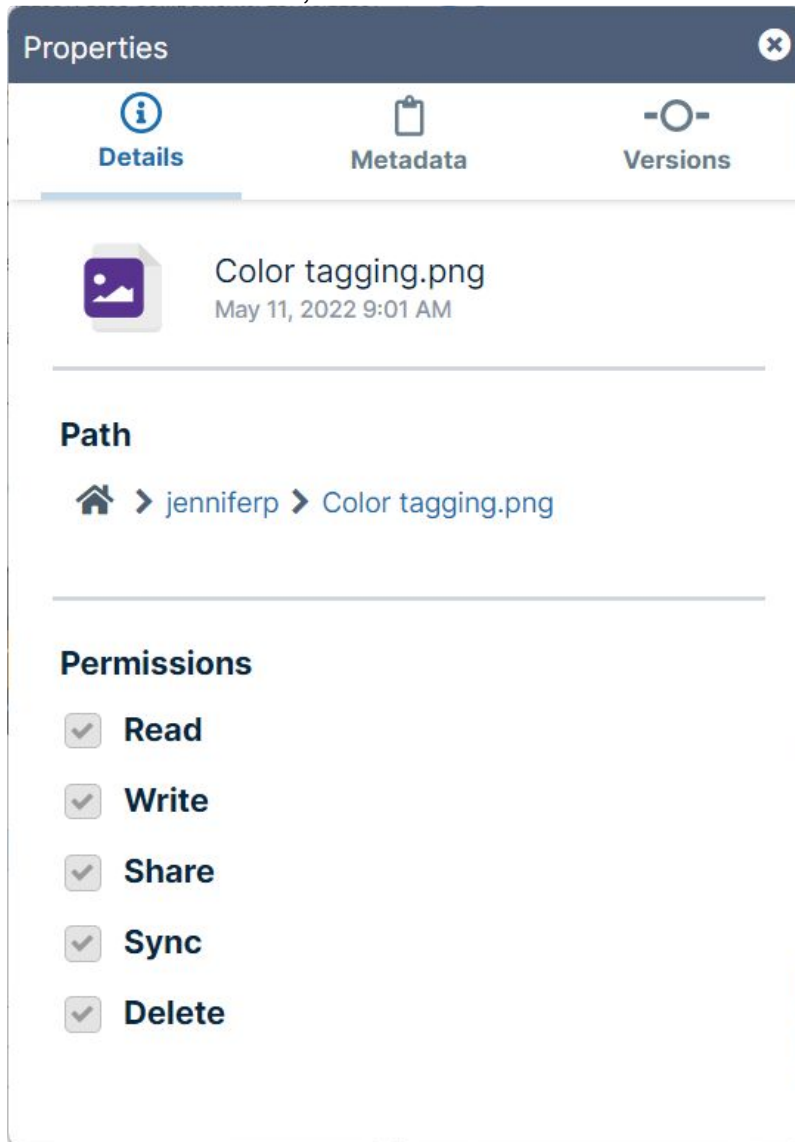 Properties
Details Metadata Versions
Color tagging.png
May 11, 2022 9:01 AM
Path
jenniferp Color tagging.png
Permissions
Read
Write
Share
Sync
Delete